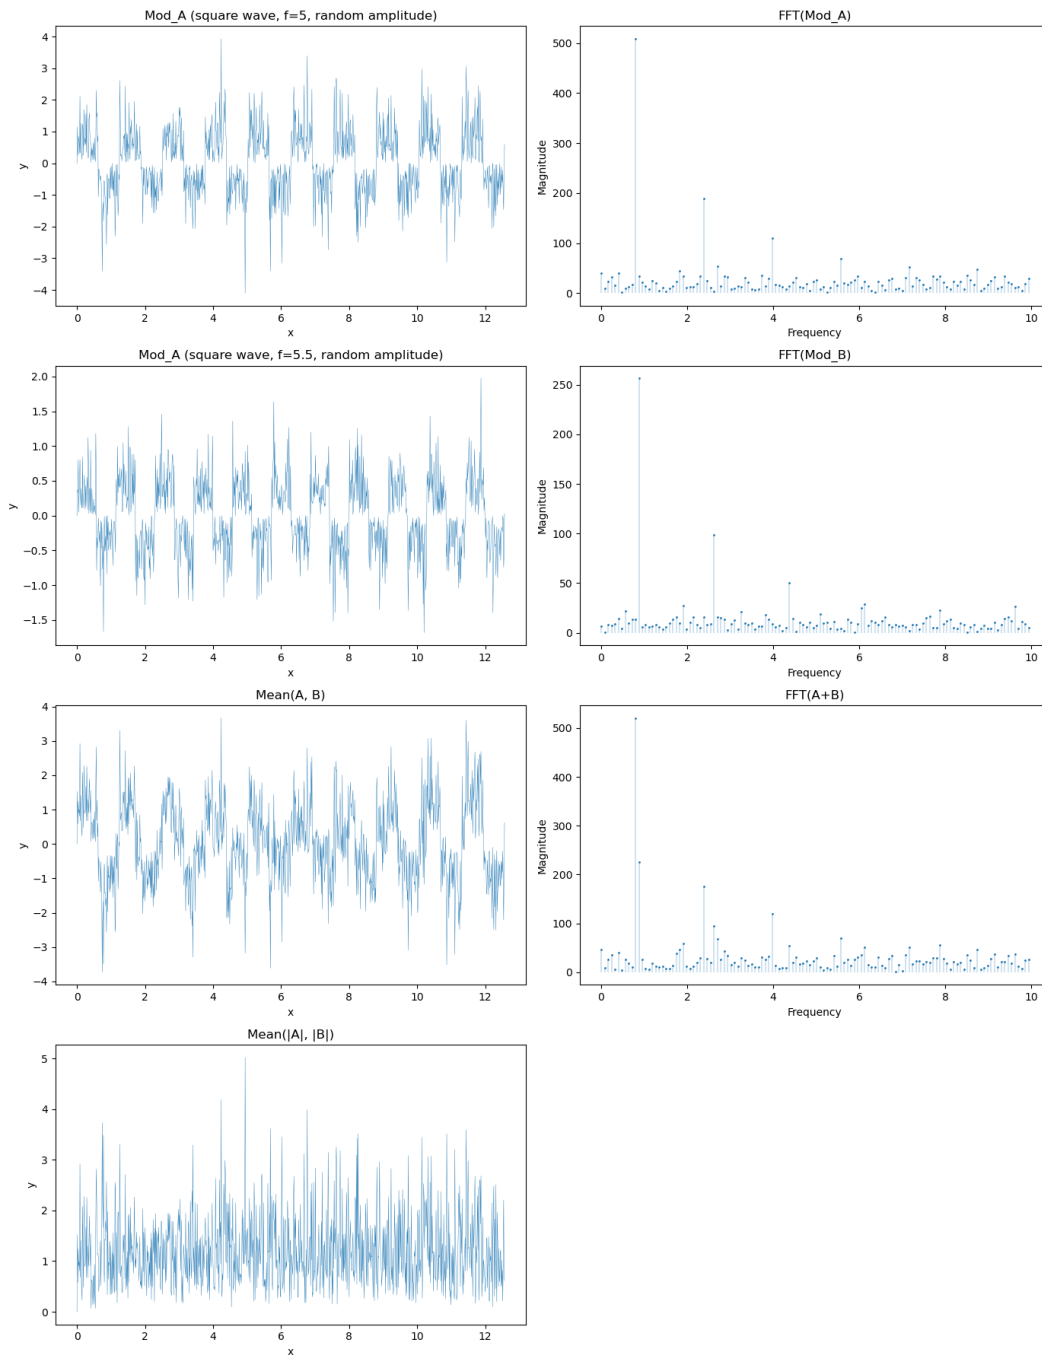 Mod_A (square wave, f=5, random amplitude)
4
3
2
1
0
−1
−2
−3
−4
y
0 2 4 6 8 10 12
x
FFT(Mod_A)
500
400
300
200
100
0
Magnitude
0 2 4 6 8 10
Frequency
Mod_A (square wave, f=5.5, random amplitude)
2.0
1.5
1.0
0.5
0.0
−0.5
−1.0
−1.5
y
0 2 4 6 8 10 12
x
FFT(Mod_B)
250
200
150
100
50
0
Magnitude
0 2 4 6 8 10
Frequency
Mean(A, B)
4
3
2
1
0
−1
−2
−3
−4
y
0 2 4 6 8 10 12
x
FFT(A+B)
500
400
300
200
100
0
Magnitude
0 2 4 6 8 10
Frequency
Mean(|A|, |B|)
5
4
3
2
1
0
y
0 2 4 6 8 10 12
x